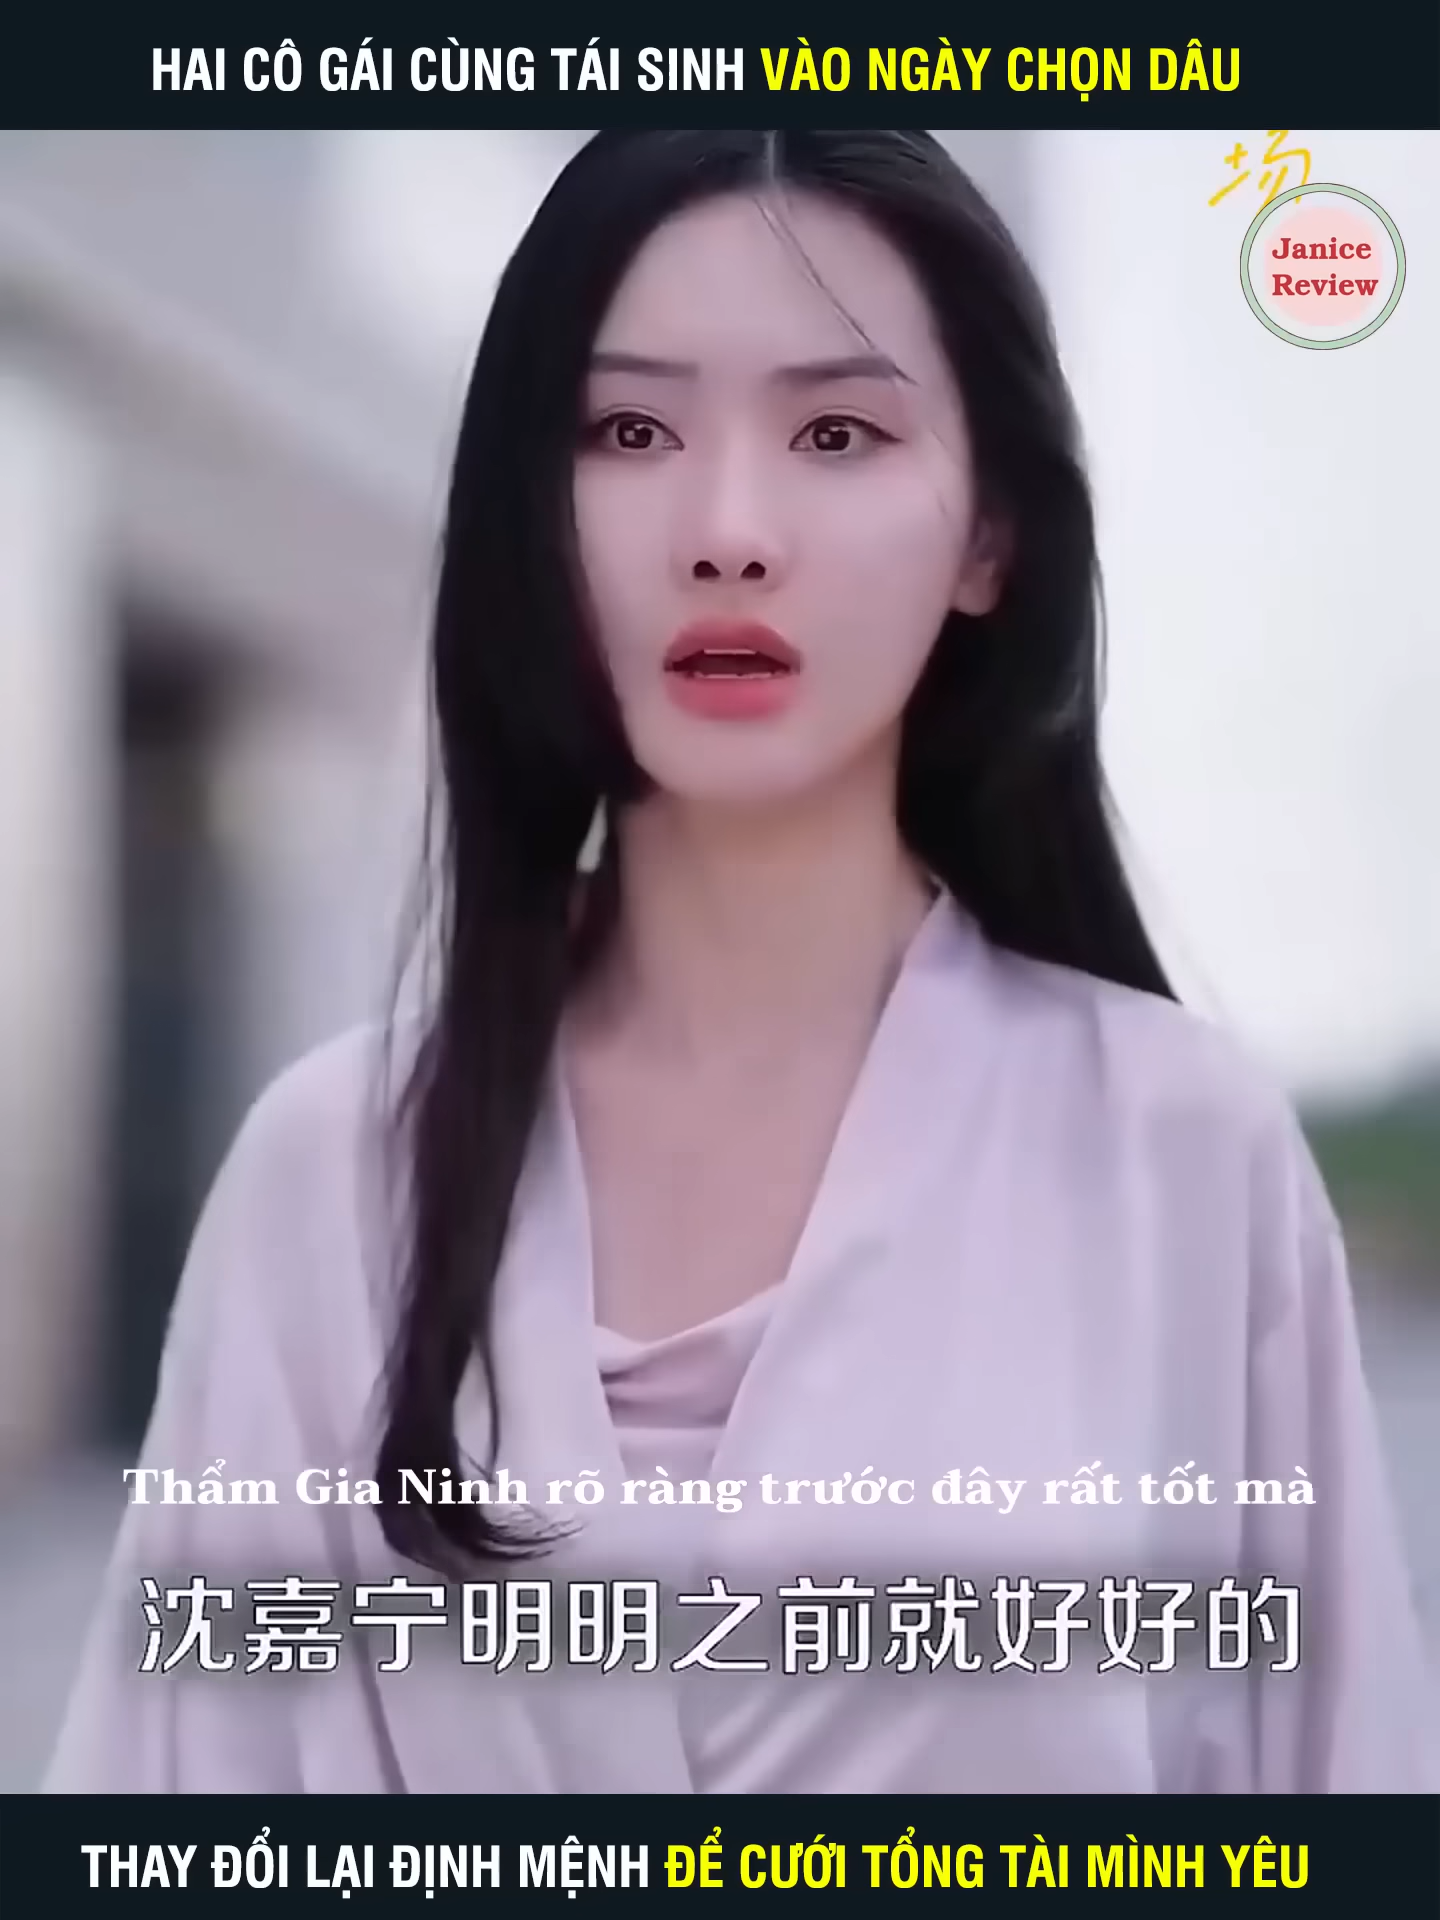 HAI CÔ GÁI CÙNG TÁI SINH VÀO NGÀY CHỌN DÂU
场
Janice
Review
Thẩm Gia Ninh rõ ràng trước đây rất tốt mà
沈嘉宁明明之前就好好的
THAY ĐỔI LẠI ĐỊNH MỆNH ĐỂ CƯỚI TỔNG TÀI MÌNH YÊU